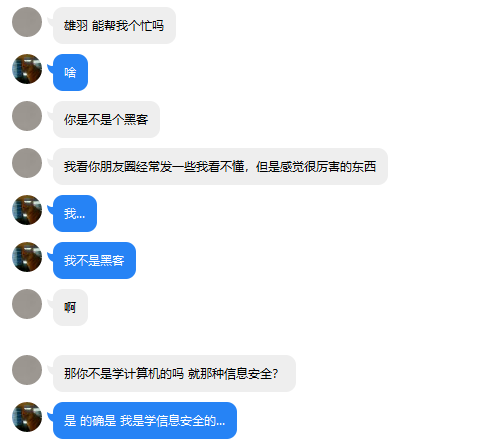 雄羽 能帮我个忙吗
啥
你是不是个黑客
我看你朋友圈经常发一些我看不懂，但是感觉很厉害的东西
我...
我不是黑客
啊
那你不是学计算机的吗 就那种信息安全?
是 的确是 我是学信息安全的...